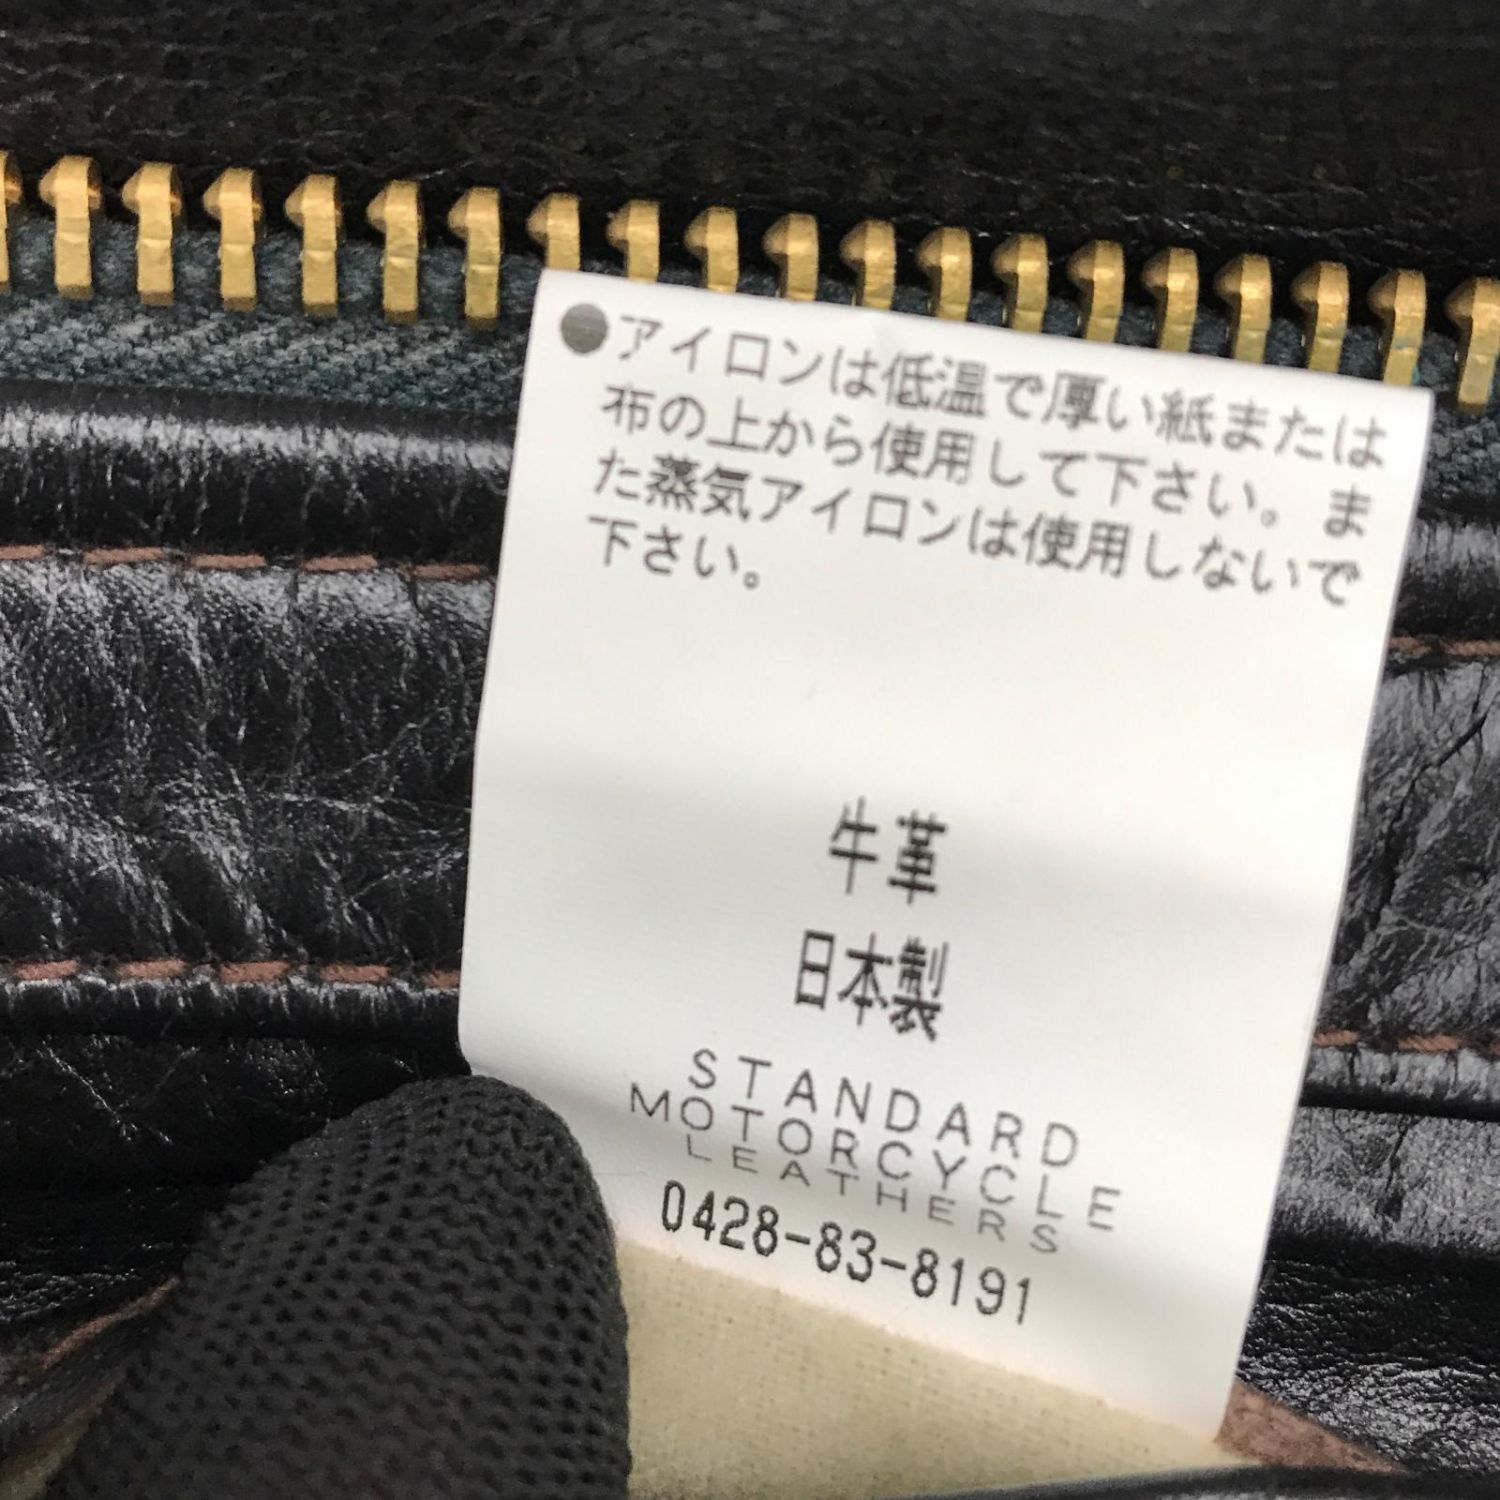 ●アイロンは低温で厚い紙または
布の上から使用して下さい。ま
た蒸気アイロンは使用しないで
下さい。
牛革
日本製
STANDARD
MOTORCYCLE
LEATHERS
0428-83-8191